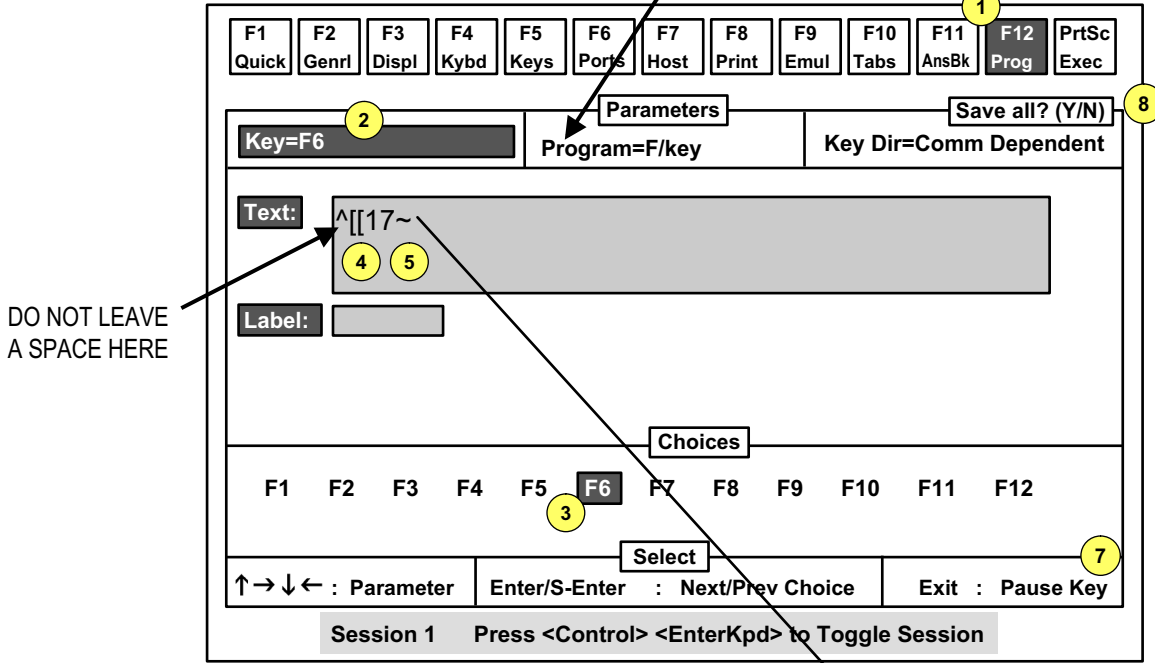 1
F1 F2 F3 F4 F5 F6 F7 F8 F9 F10 F11 F12 PrtSc
Quick Genrl Displ Kybd Keys Ports Host Print Emul Tabs AnsBk Prog Exec
Parameters
Save all? (Y/N)
8
2
Key=F6
Program=F/key
Key Dir=Comm Dependent
Text:
^[[17~
4 5
DO NOT LEAVE
A SPACE HERE
Label:
Choices
F1 F2 F3 F4 F5 F6 F7 F8 F9 F10 F11 F12
3
Select
7
↑→↓← : Parameter
Enter/S-Enter : Next/Prev Choice
Exit : Pause Key
Session 1 Press <Control> <EnterKpd> to Toggle Session